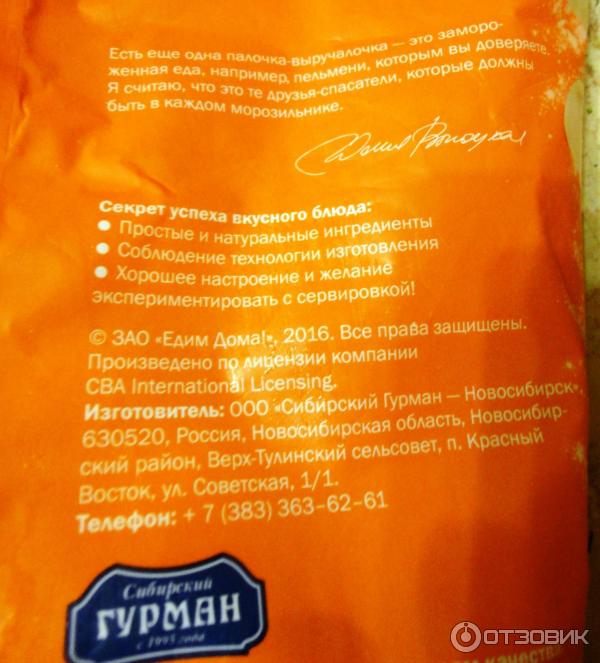 Есть еще одна палочка-выручалочка — это заморо-
женная еда, например, пельмени, которым вы доверяете.
Я считаю, что это те друзья-спасатели, которые должны
быть в каждом морозильнике.
Секрет успеха вкусного блюда:
● Простые и натуральные ингредиенты
● Соблюдение технологии изготовления
● Хорошее настроение и желание
экспериментировать с сервировкой!
© ЗАО «Едим Дома!», 2016. Все права защищены.
Произведено по лицензии компании
CBA International Licensing.
Изготовитель: ООО «Сибирский Гурман — Новосибирск»,
630520, Россия, Новосибирская область, Новосибир-
ский район, Верх-Тулинский сельсовет, п. Красный
Восток, ул. Советская, 1/1.
Телефон: + 7 (383) 363-62-61
Сибирский
ГУРМАН
с 1995 года
качества
ОТЗОВИК